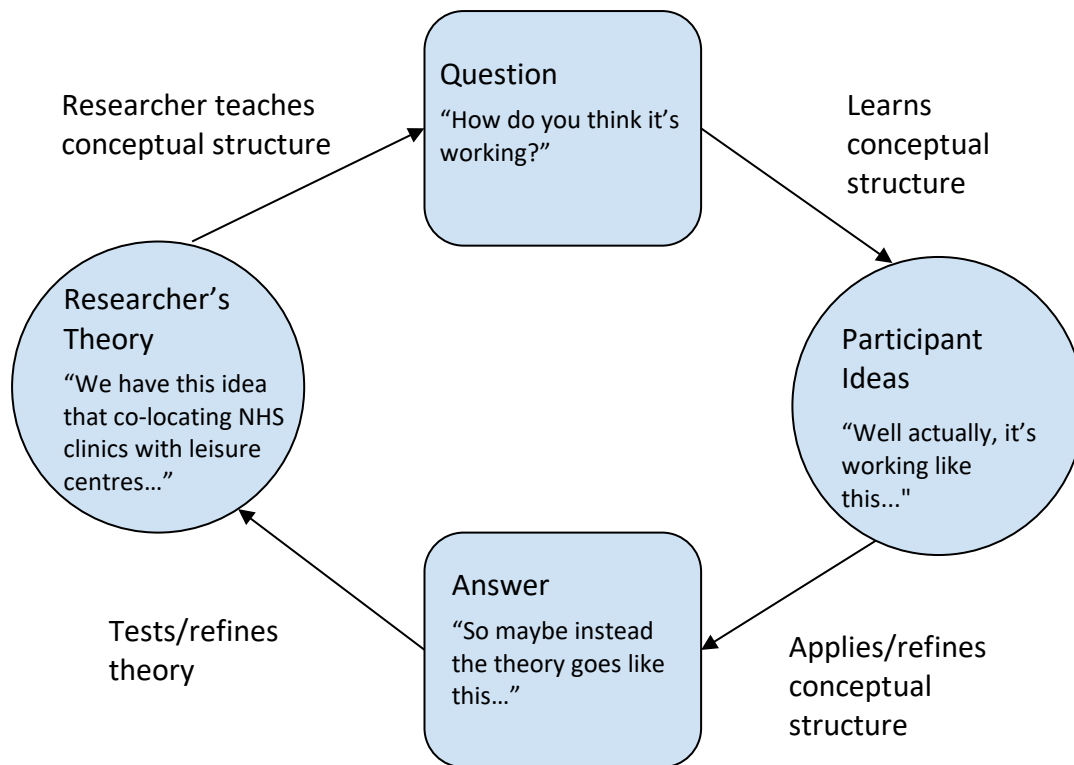 Question
“How do you think it’s
working?”
Researcher teaches
conceptual structure
Learns
conceptual
structure
Researcher’s
Theory
“We have this idea
that co-locating NHS
clinics with leisure
centres…”
Participant
Ideas
“Well actually, it’s
working like
this..."
Answer
“So maybe instead
the theory goes like
this…”
Tests/refines
theory
Applies/refines
conceptual
structure